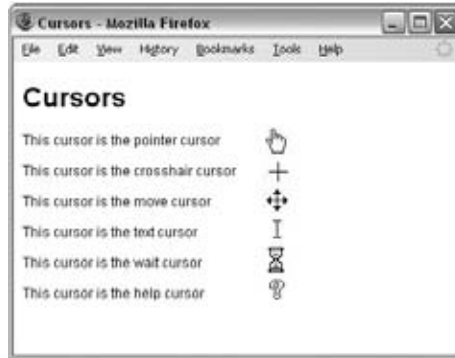 Cursors - Mozilla Firefox
File Edit View History Bookmarks Tools Help
Cursors
This cursor is the pointer cursor
This cursor is the crosshair cursor
This cursor is the move cursor
This cursor is the text cursor
This cursor is the wait cursor
This cursor is the help cursor